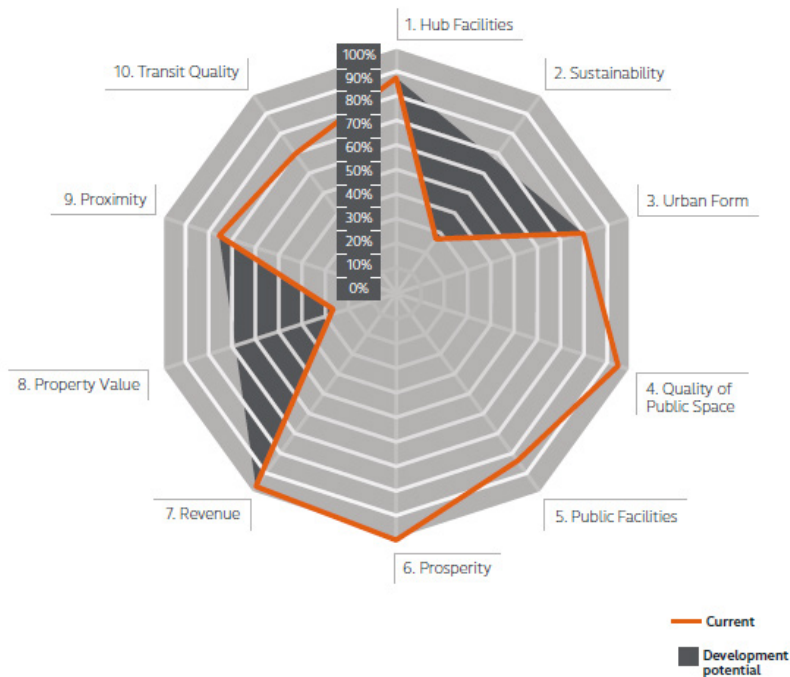 1. Hub Facilities
2. Sustainability
3. Urban Form
4. Quality of
Public Space
5. Public Facilities
6. Prosperity
7. Revenue
8. Property Value
9. Proximity
10. Transit Quality
100%
90%
80%
70%
60%
50%
40%
30%
20%
10%
0%
Current
Development
potential